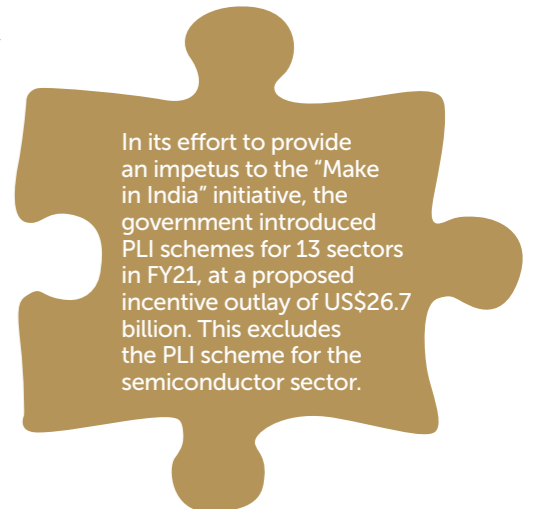 In its effort to provide
an impetus to the “Make
in India” initiative, the
government introduced
PLI schemes for 13 sectors
in FY21, at a proposed
incentive outlay of US$26.7
billion. This excludes
the PLI scheme for the
semiconductor sector.